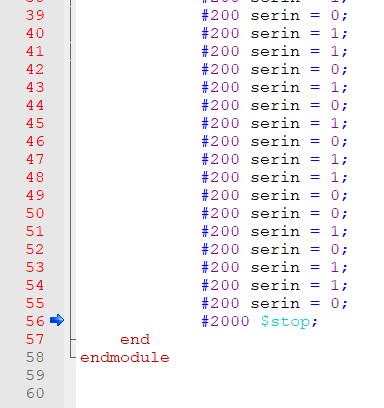 39 #200 serin = 0;
40 #200 serin = 1;
41 #200 serin = 1;
42 #200 serin = 0;
43 #200 serin = 1;
44 #200 serin = 0;
45 #200 serin = 1;
46 #200 serin = 0;
47 #200 serin = 1;
48 #200 serin = 1;
49 #200 serin = 0;
50 #200 serin = 0;
51 #200 serin = 1;
52 #200 serin = 0;
53 #200 serin = 1;
54 #200 serin = 1;
55 #200 serin = 0;
56 #2000 $stop;
57 end
58 endmodule
59
60